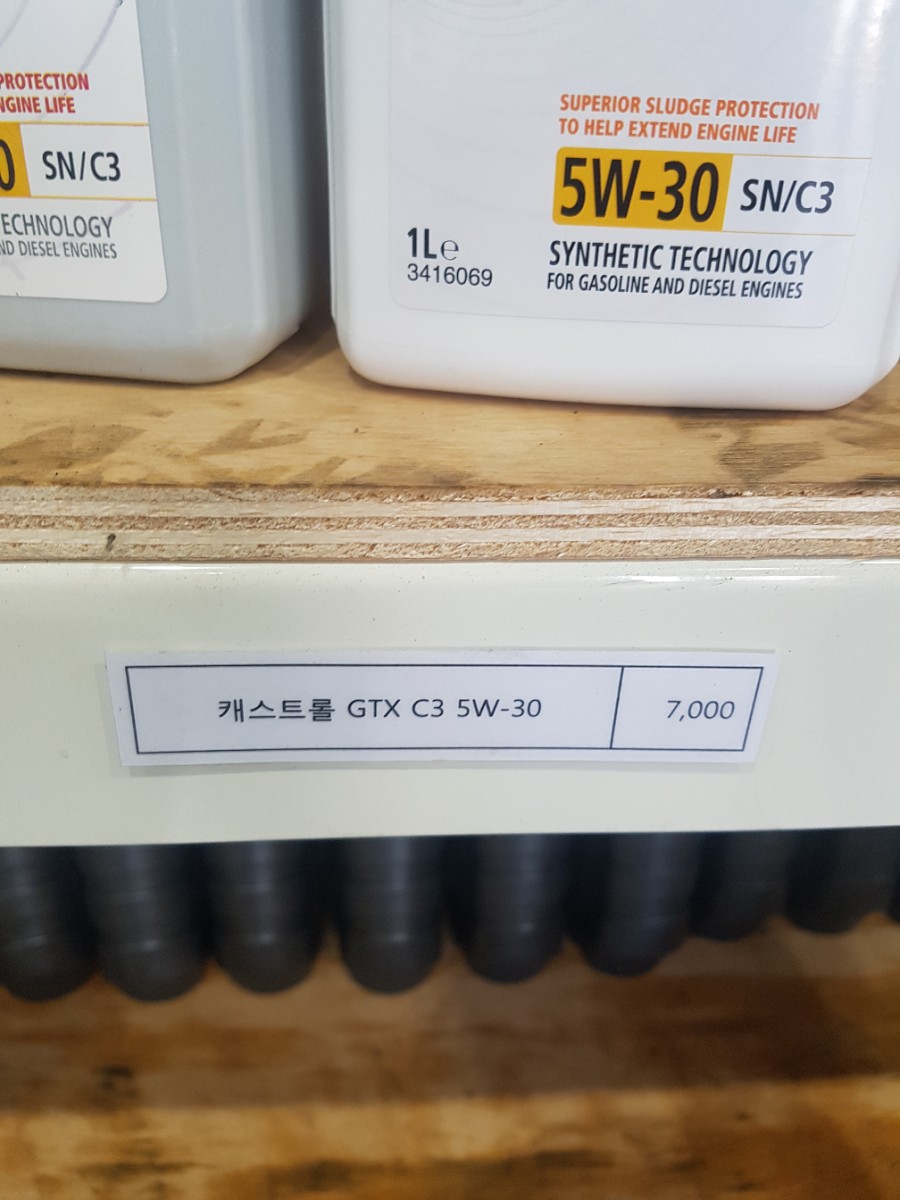 PROTECTION
NGINE LIFE
0 SN/C3
ECHNOLOGY
ND DIESEL ENGINES
SUPERIOR SLUDGE PROTECTION
TO HELP EXTEND ENGINE LIFE
5W-30 SN/C3
1L℮
3416069
SYNTHETIC TECHNOLOGY
FOR GASOLINE AND DIESEL ENGINES
캐스트롤 GTX C3 5W-30 7,000